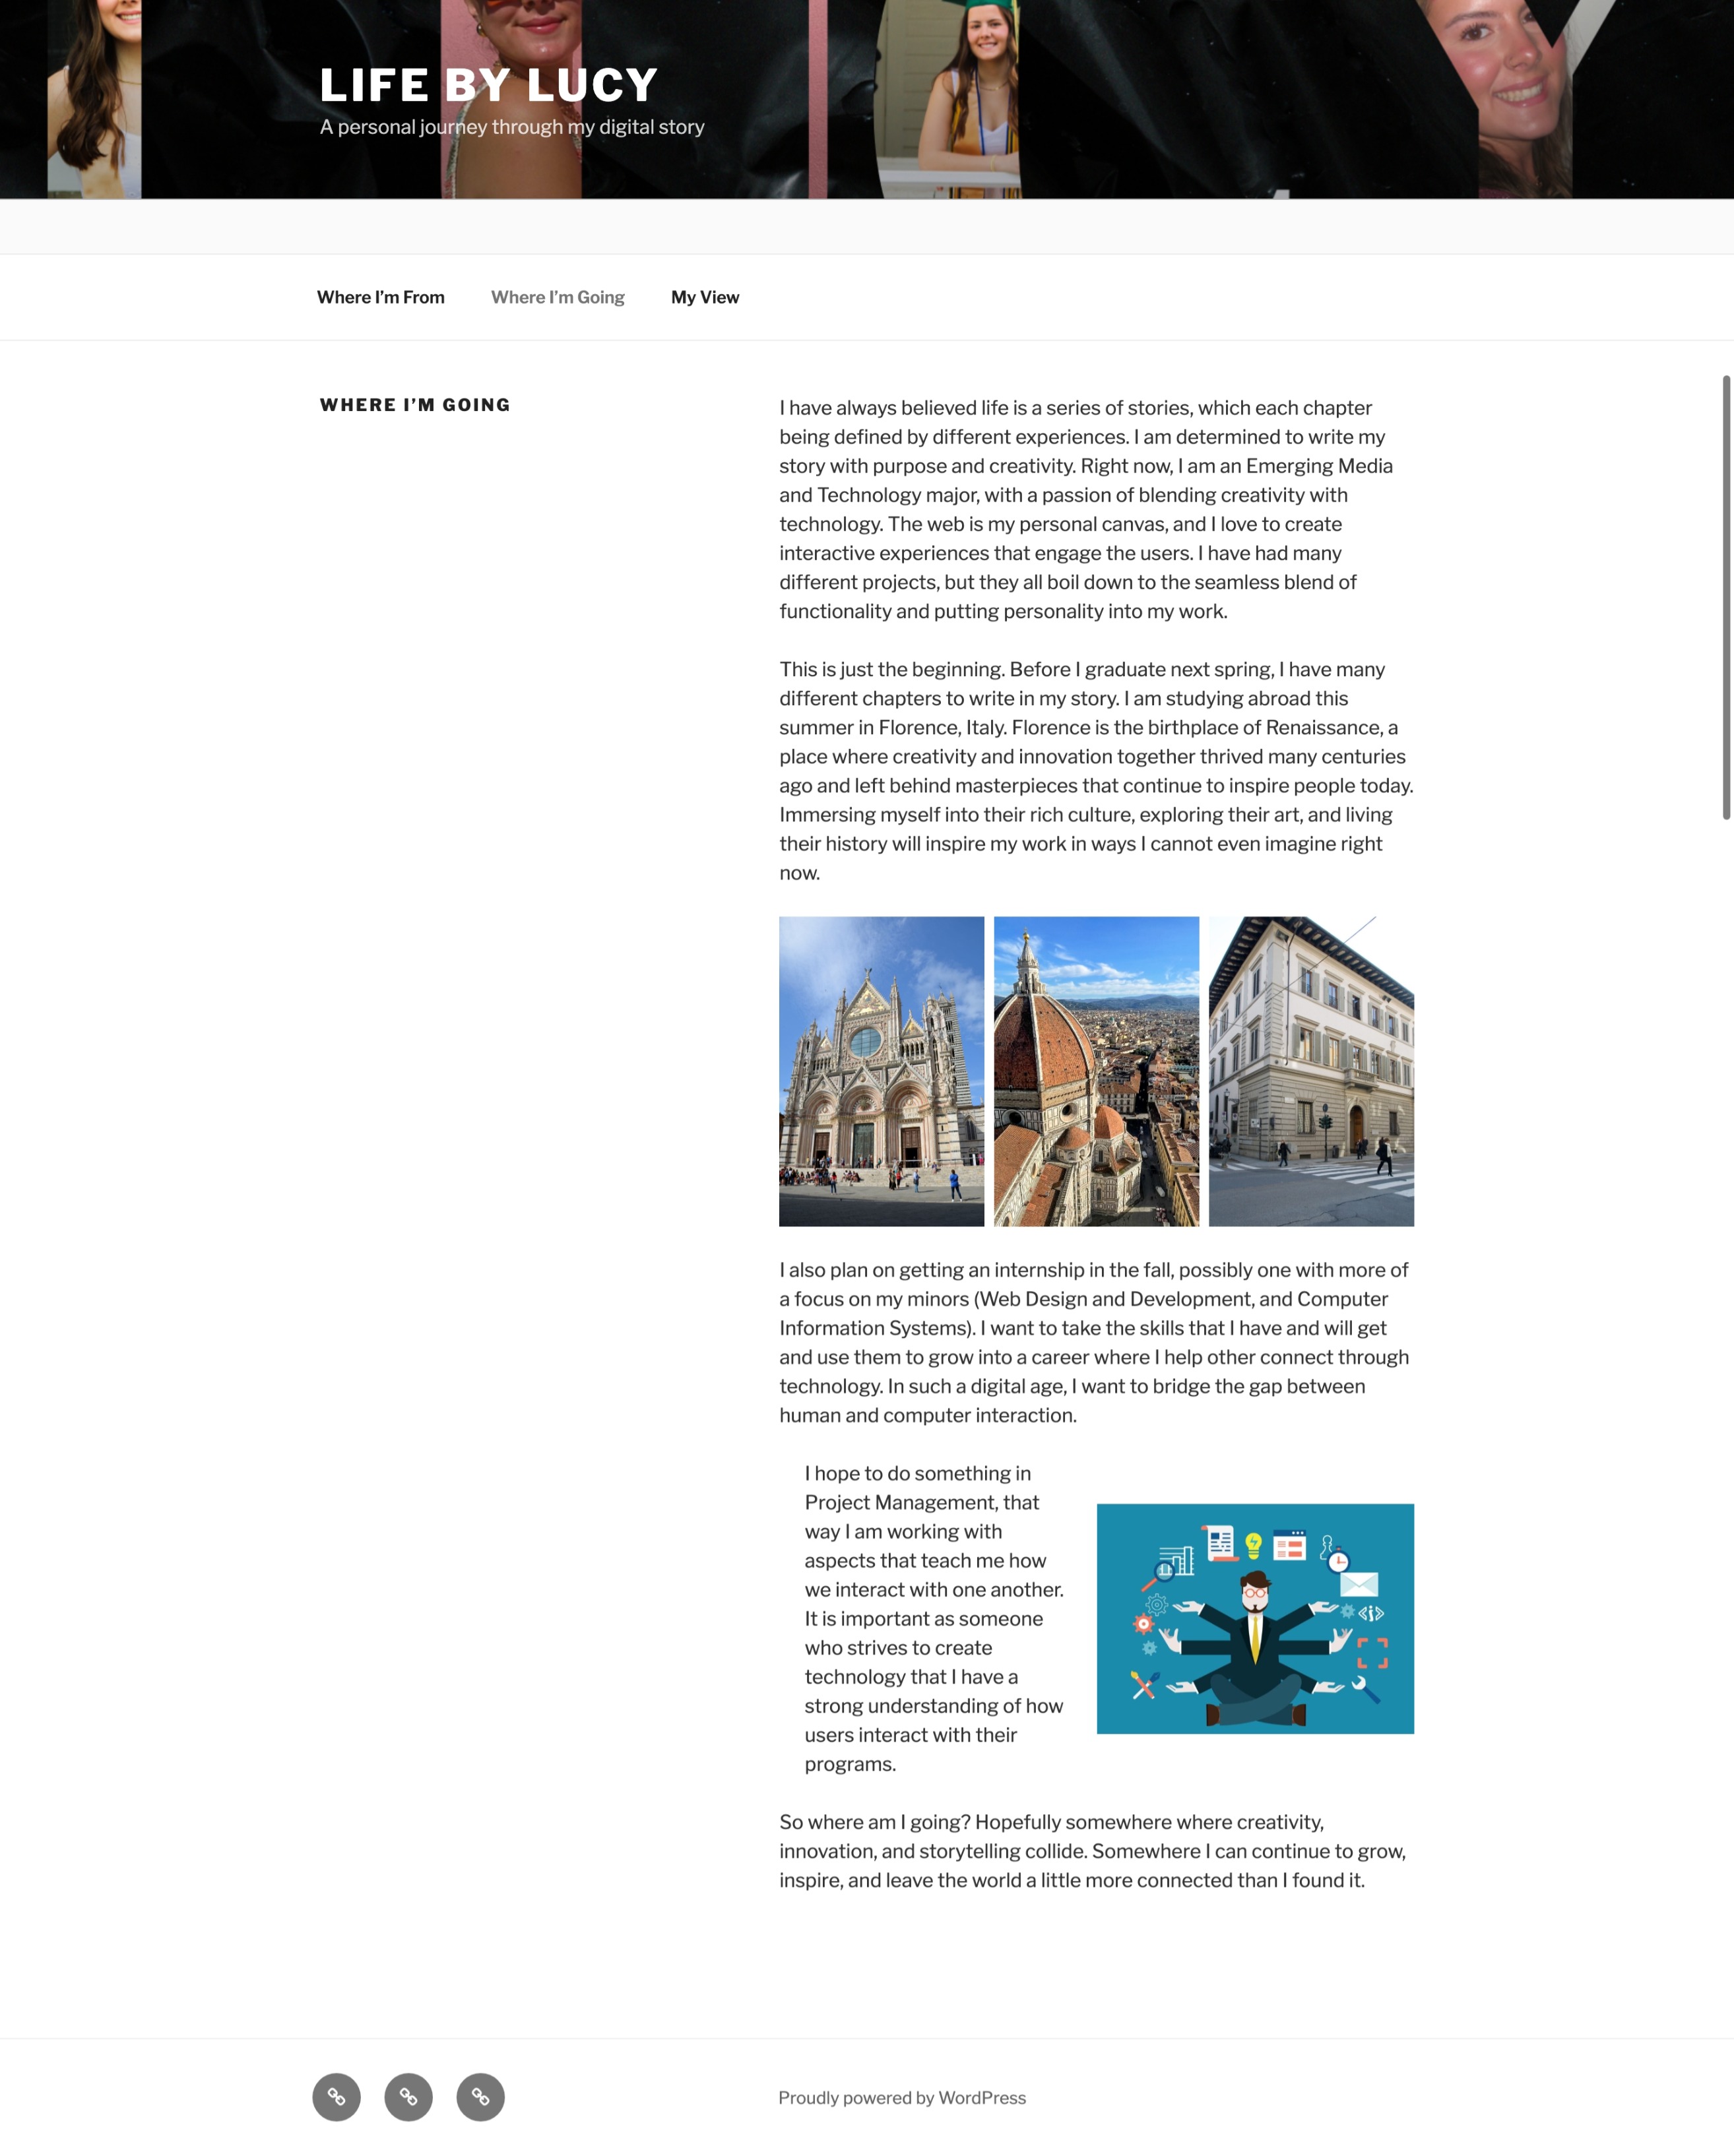 LIFE BY LUCY
A personal journey through my digital story
Where I’m From
Where I’m Going
My View
WHERE I’M GOING
I have always believed life is a series of stories, which each chapter
being defined by different experiences. I am determined to write my
story with purpose and creativity. Right now, I am an Emerging Media
and Technology major, with a passion of blending creativity with
technology. The web is my personal canvas, and I love to create
interactive experiences that engage the users. I have had many
different projects, but they all boil down to the seamless blend of
functionality and putting personality into my work.
This is just the beginning. Before I graduate next spring, I have many
different chapters to write in my story. I am studying abroad this
summer in Florence, Italy. Florence is the birthplace of Renaissance, a
place where creativity and innovation together thrived many centuries
ago and left behind masterpieces that continue to inspire people today.
Immersing myself into their rich culture, exploring their art, and living
their history will inspire my work in ways I cannot even imagine right
now.
I also plan on getting an internship in the fall, possibly one with more of
a focus on my minors (Web Design and Development, and Computer
Information Systems). I want to take the skills that I have and will get
and use them to grow into a career where I help other connect through
technology. In such a digital age, I want to bridge the gap between
human and computer interaction.
I hope to do something in
Project Management, that
way I am working with
aspects that teach me how
we interact with one another.
It is important as someone
who strives to create
technology that I have a
strong understanding of how
users interact with their
programs.
So where am I going? Hopefully somewhere where creativity,
innovation, and storytelling collide. Somewhere I can continue to grow,
inspire, and leave the world a little more connected than I found it.
Proudly powered by WordPress